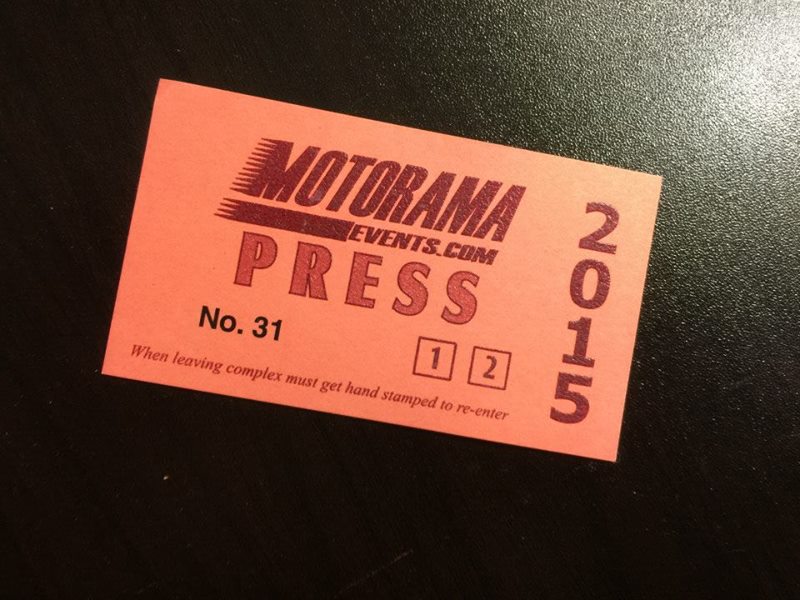 MOTORAMA
EVENTS.COM
PRESS
No. 31
1 2
When leaving complex must get hand stamped to re-enter
2015